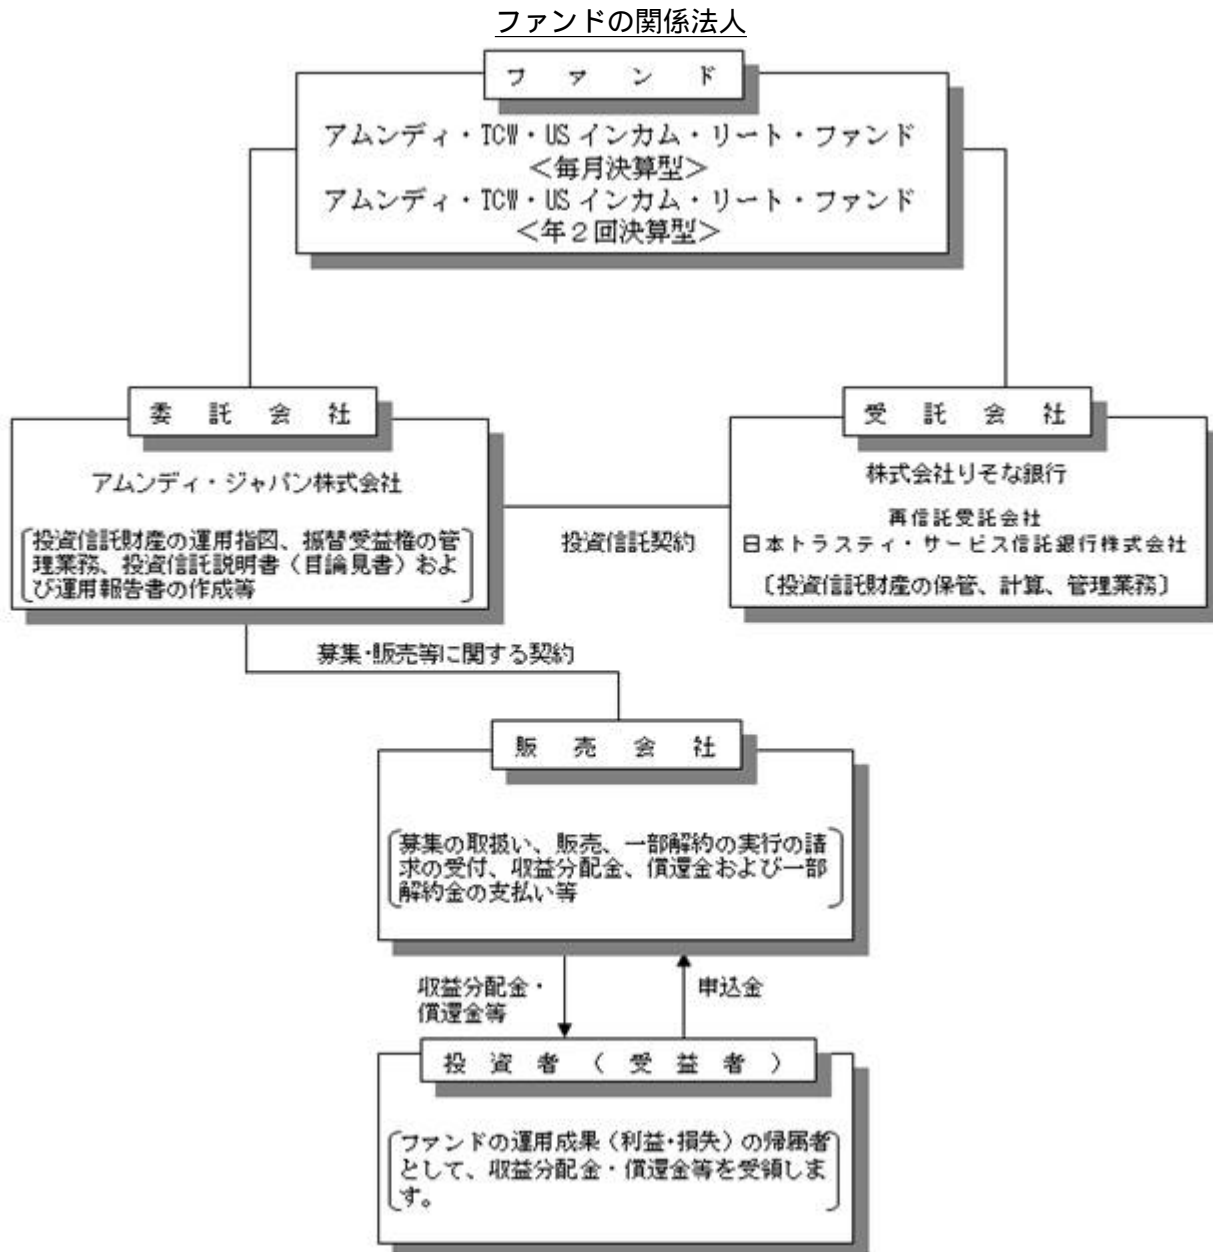 ファンドの関係法人
ファンド
アムンディ・TCW・US インカム・リート・ファンド
＜毎月決算型＞
アムンディ・TCW・US インカム・リート・ファンド
＜年２回決算型＞
委託会社
アムンディ・ジャパン株式会社
投資信託財産の運用指図、振替受益権の管
理業務、投資信託説明書（目論見書）およ
び運用報告書の作成等
投資信託契約
受託会社
株式会社りそな銀行
再信託受託会社
日本トラスティ・サービス信託銀行株式会社
〔投資信託財産の保管、計算、管理業務〕
募集・販売等に関する契約
販売会社
募集の取扱い、販売、一部解約の実行の請
求の受付、収益分配金、償還金および一部
解約金の支払い等
収益分配金・
償還金等
申込金
投資者（受益者）
ファンドの運用成果（利益・損失）の帰属者
として、収益分配金・償還金等を受領しま
す。